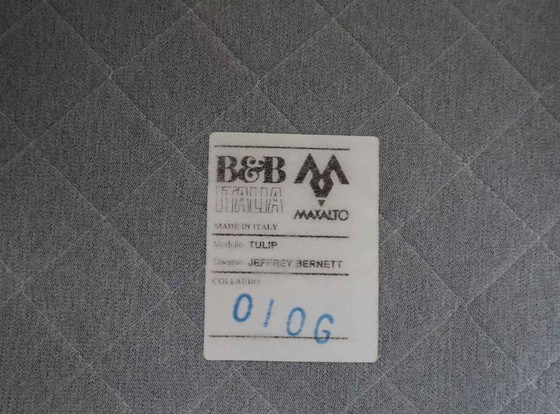 B&B
ITALIA
MAXALTO
MADE IN ITALY
Modello TULIP
Disegno JEFFREY BERNETT
COLLAUDO
010G